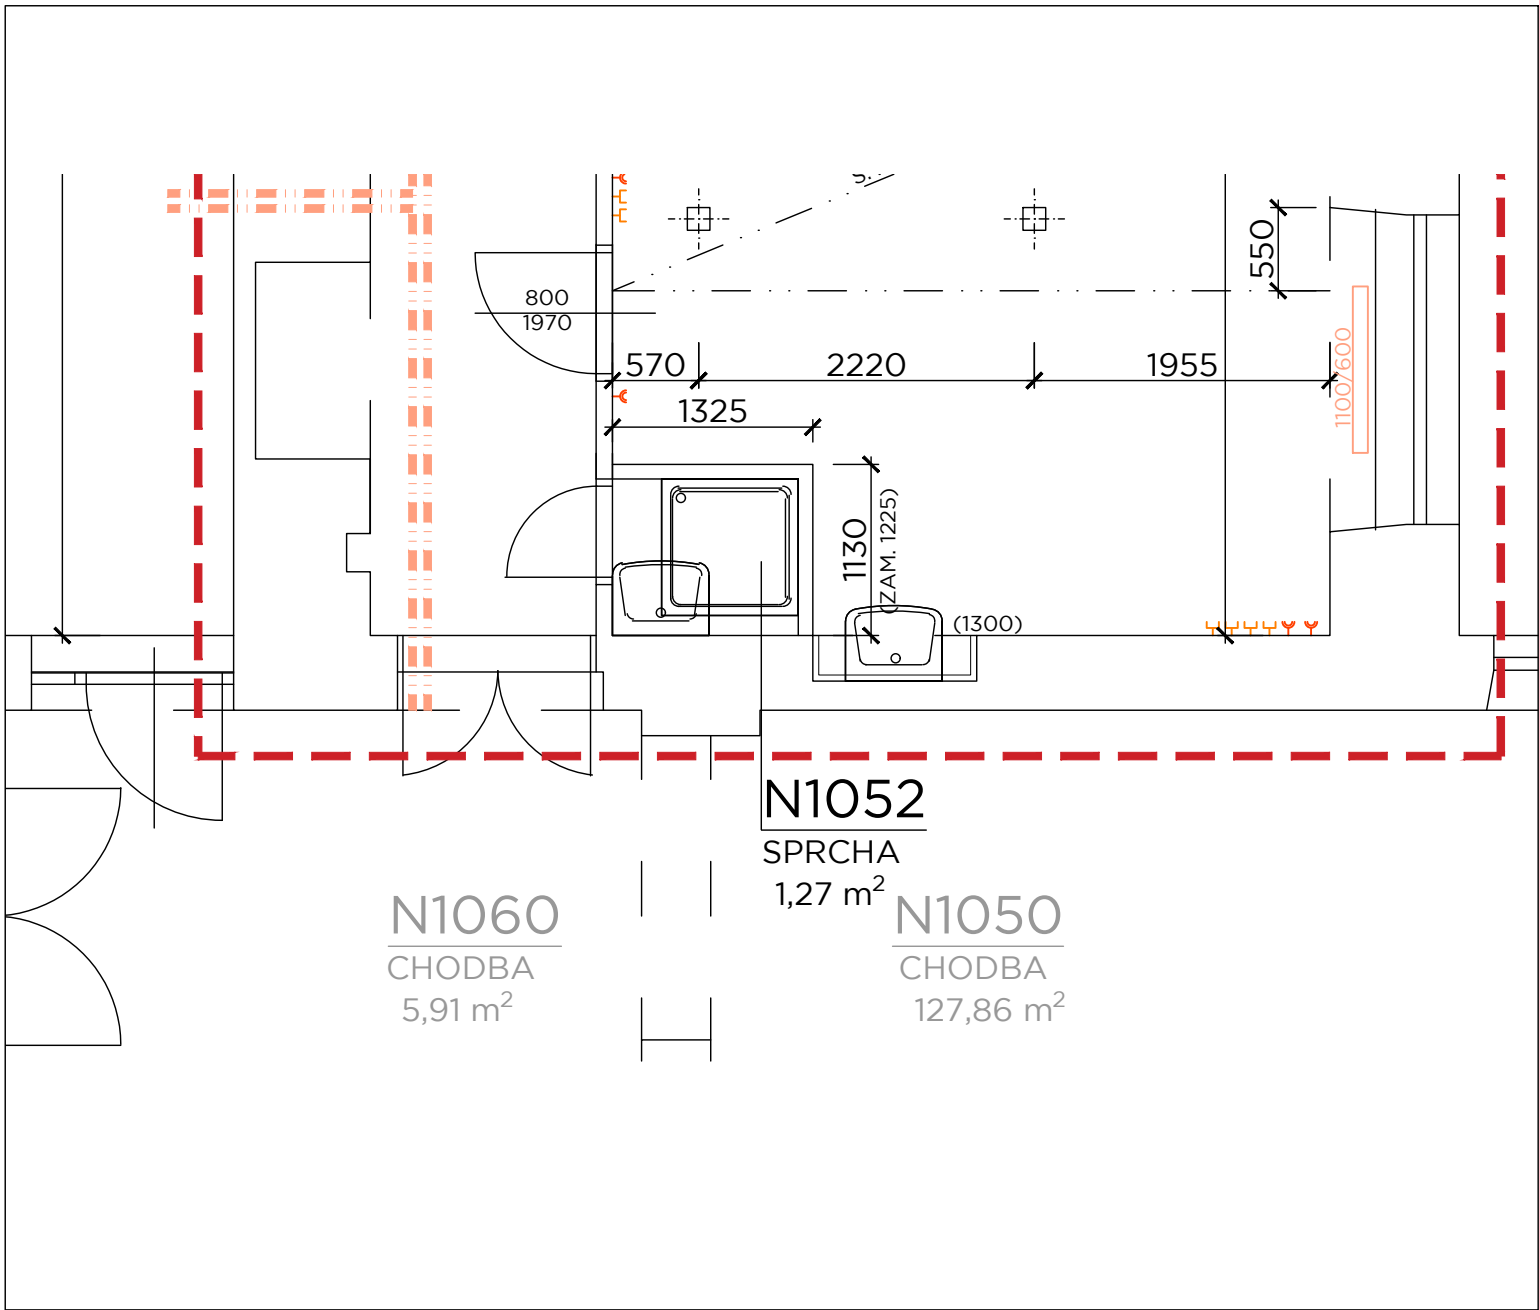 550
800
1970
570
2220
1955
1100/600
1325
1130
(ZAM. 1225)
(1300)
N1052
SPRCHA
1,27 m²
N1060
CHODBA
5,91 m²
N1050
CHODBA
127,86 m²